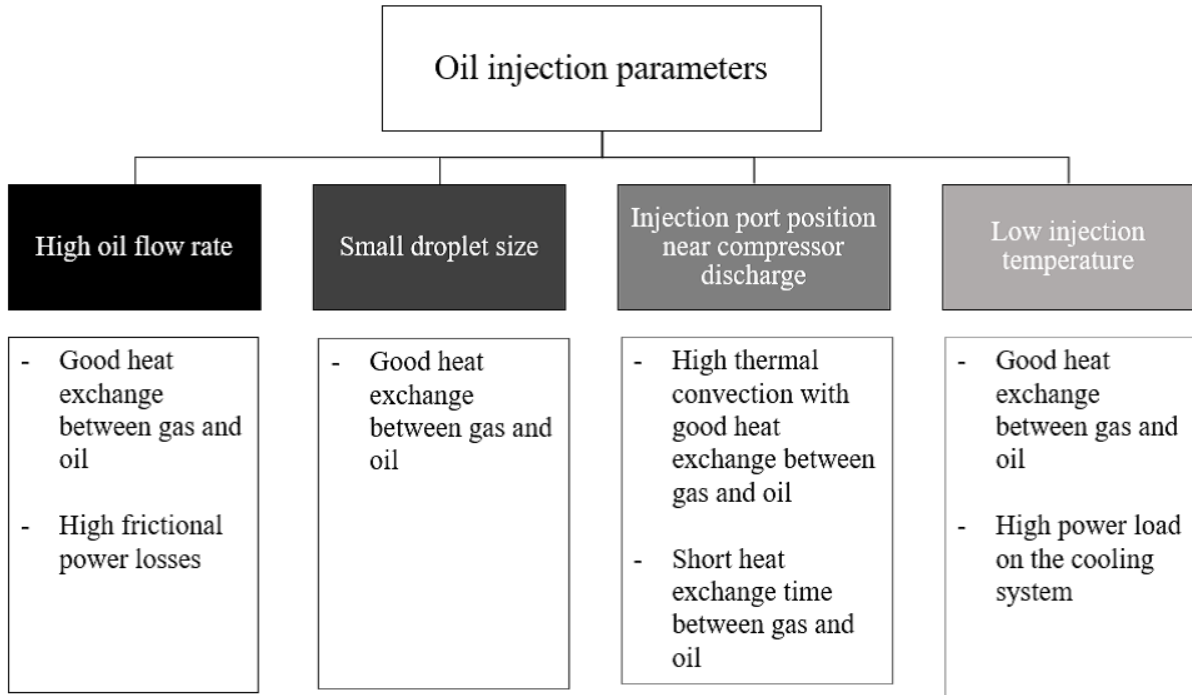 Oil injection parameters
High oil flow rate
Small droplet size
Injection port position
near compressor
discharge
Low injection
temperature
- Good heat
exchange
between gas and
oil
- High frictional
power losses
- Good heat
exchange
between gas and
oil
- High thermal
convection with
good heat
exchange between
gas and oil
- Short heat
exchange time
between gas and
oil
- Good heat
exchange
between gas and
oil
- High power load
on the cooling
system